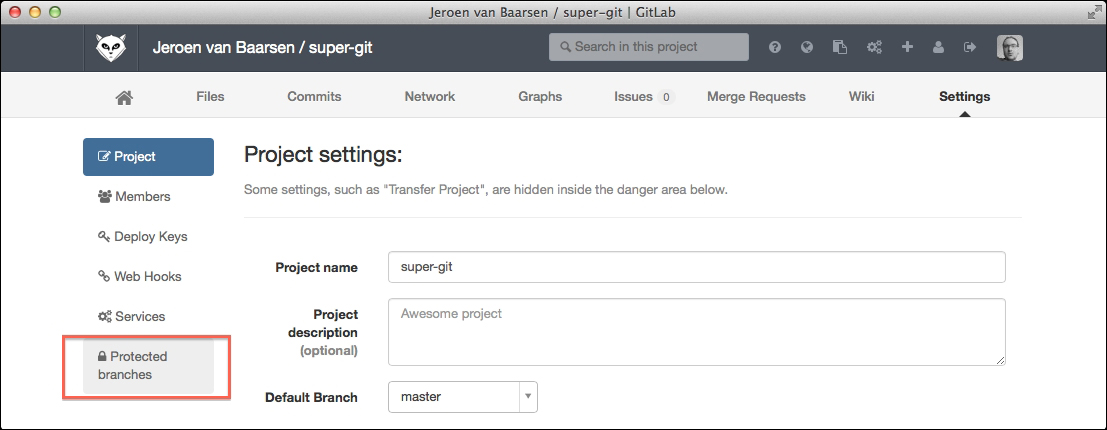 Jeroen van Baarsen / super-git | GitLab
Jeroen van Baarsen / super-git
Search in this project
Files
Commits
Network
Graphs
Issues 0
Merge Requests
Wiki
Settings
Project
Members
Deploy Keys
Web Hooks
Services
Protected
branches
Project settings:
Some settings, such as "Transfer Project", are hidden inside the danger area below.
Project name
super-git
Project
description
(optional)
Awesome project
Default Branch
master